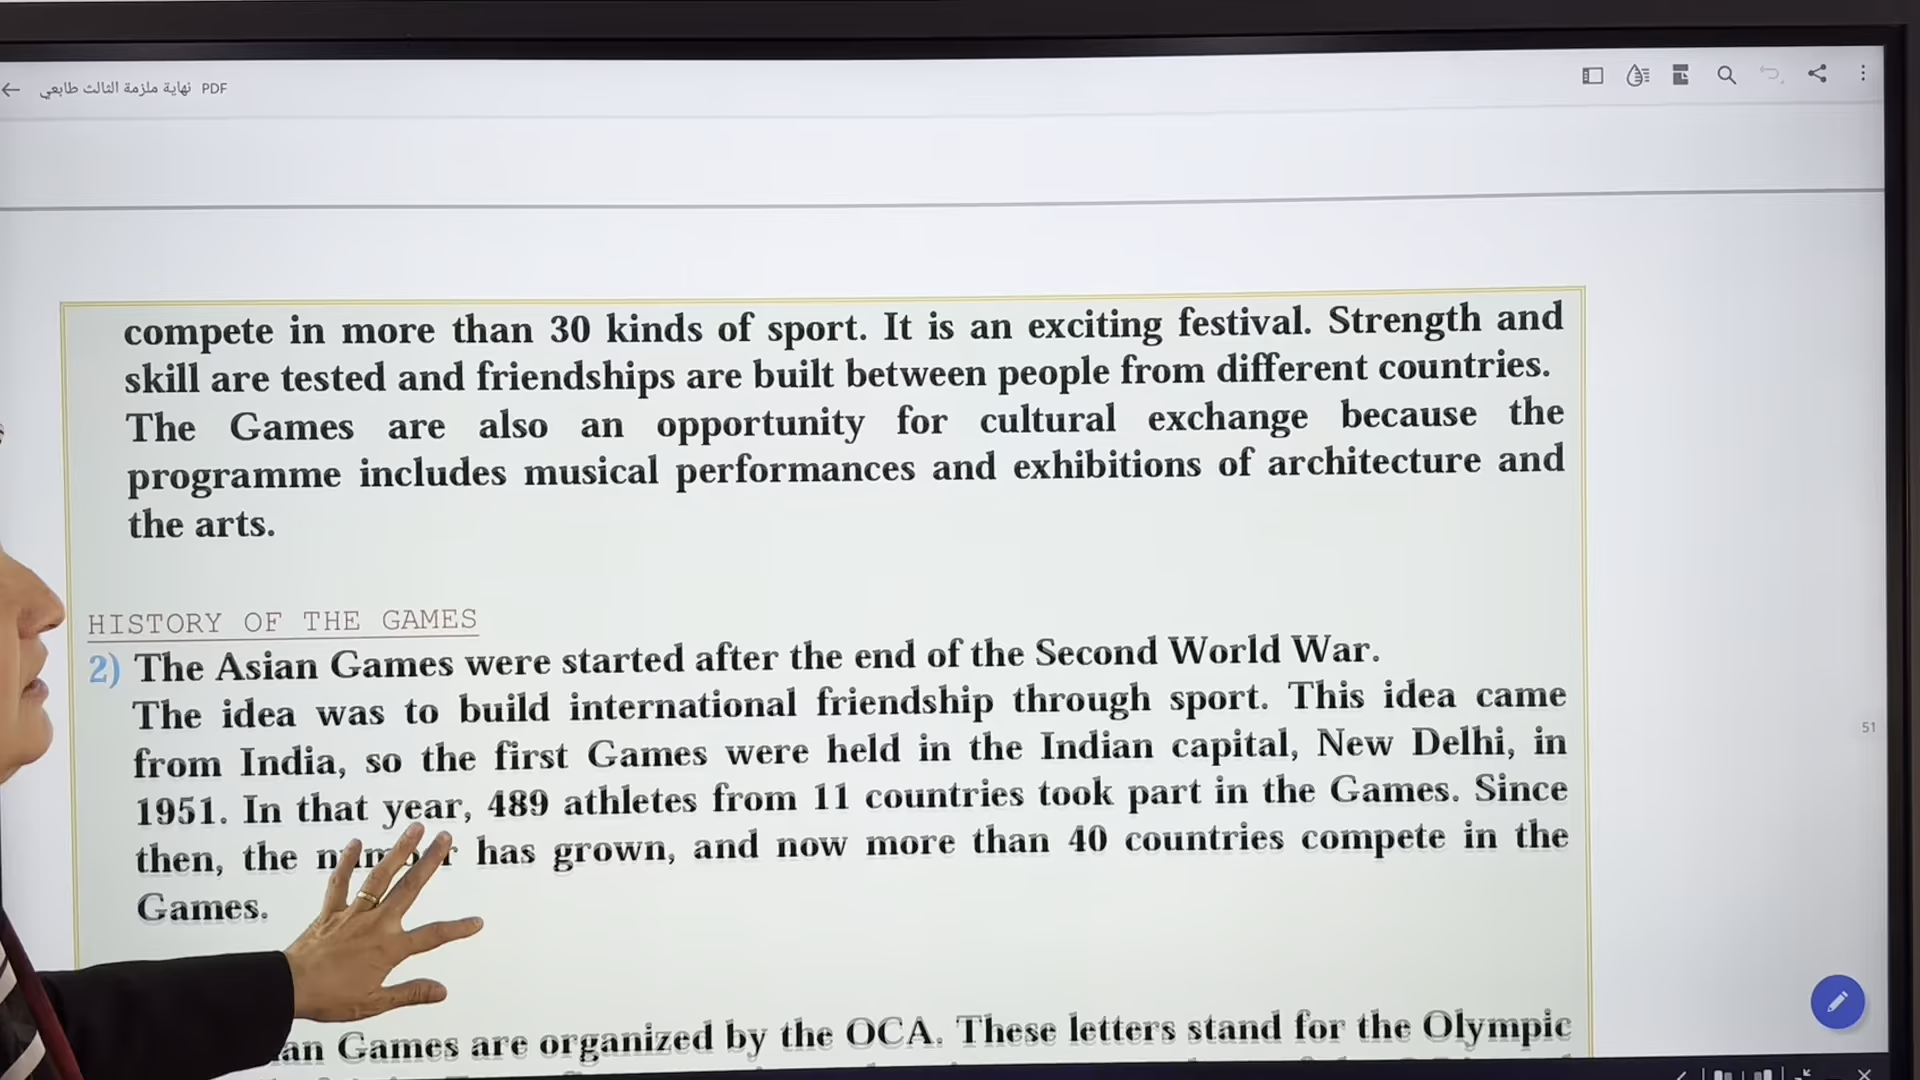 نهاية ملزمة الثالث طابعي PDF
compete in more than 30 kinds of sport. It is an exciting festival. Strength and
skill are tested and friendships are built between people from different countries.
The Games are also an opportunity for cultural exchange because the
programme includes musical performances and exhibitions of architecture and
the arts.
HISTORY OF THE GAMES
2) The Asian Games were started after the end of the Second World War.
The idea was to build international friendship through sport. This idea came
from India, so the first Games were held in the Indian capital, New Delhi, in
1951. In that year, 489 athletes from 11 countries took part in the Games. Since
then, the number has grown, and now more than 40 countries compete in the
Games.
51
an Games are organized by the OCA. These letters stand for the Olympic